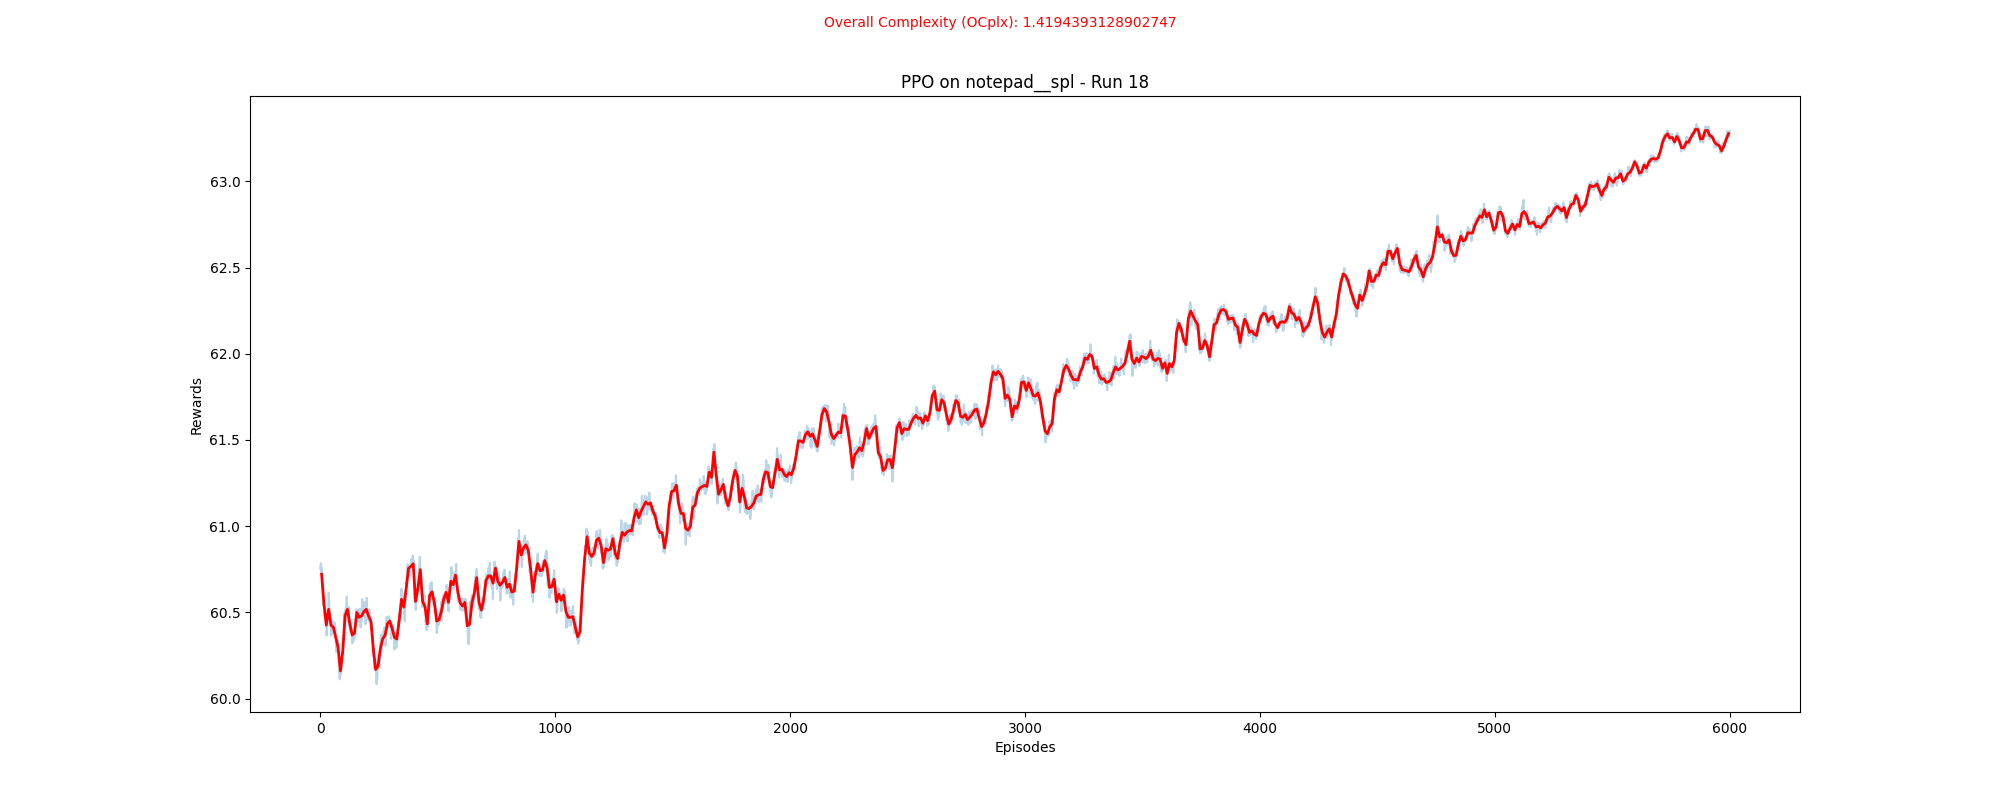 Overall Complexity (OCplx): 1.4194393128902747
PPO on notepad__spl - Run 18
63.0
62.5
62.0
61.5
61.0
60.5
60.0
Rewards
0 1000 2000 3000 4000 5000 6000
Episodes